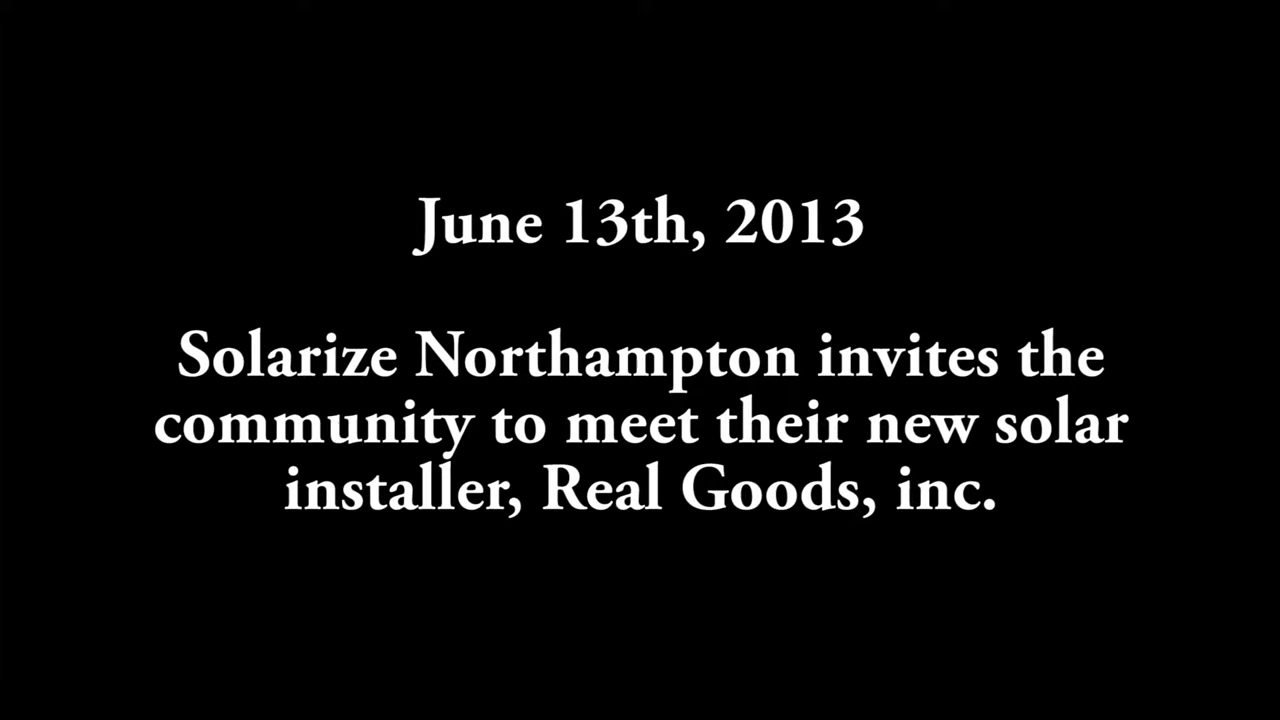 June 13th, 2013
Solarize Northampton invites the
community to meet their new solar
installer, Real Goods, inc.